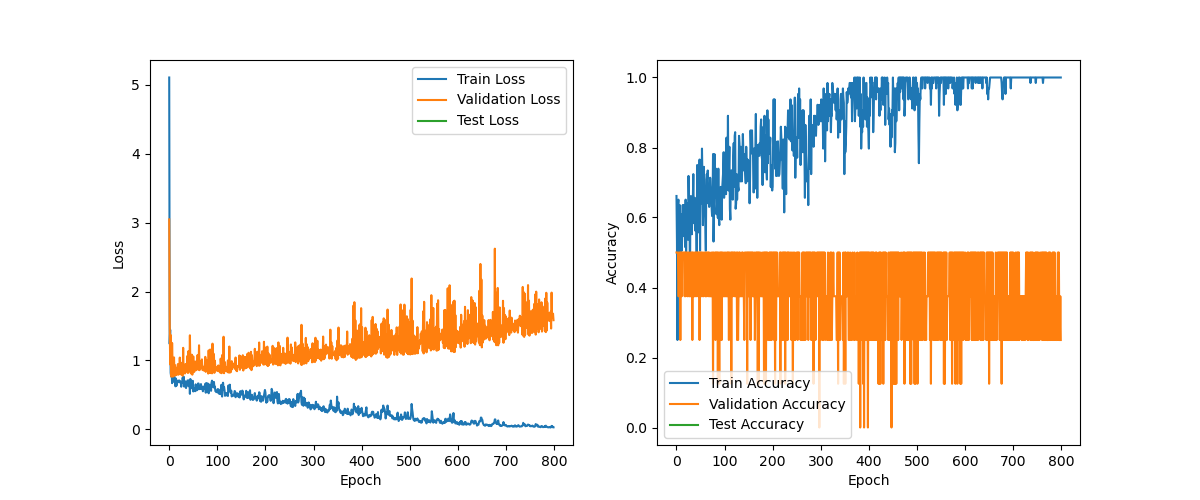 Train Loss
Validation Loss
Test Loss
5
4
3
2
1
0
Loss
0 100 200 300 400 500 600 700 800
Epoch
1.0
0.8
0.6
0.4
0.2
0.0
Accuracy
Train Accuracy
Validation Accuracy
Test Accuracy
0 100 200 300 400 500 600 700 800
Epoch